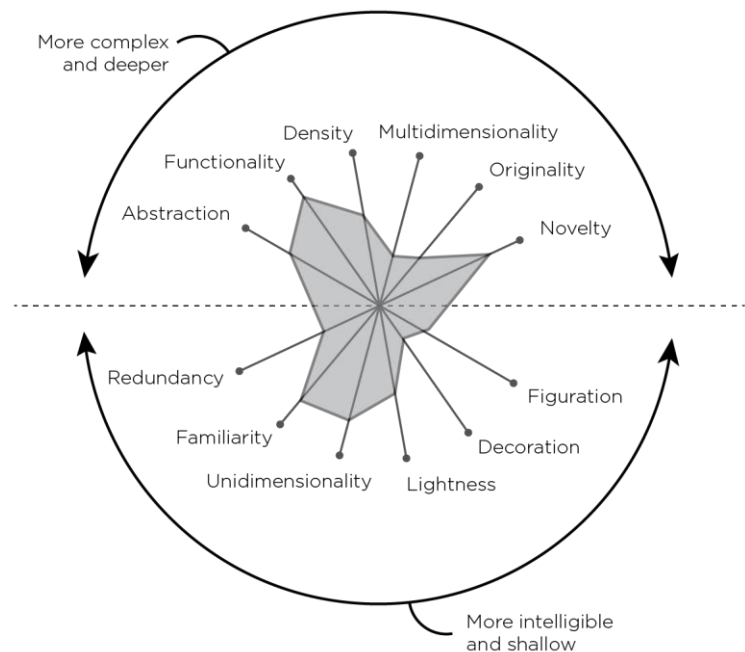 More complex
and deeper
Density
Multidimensionality
Functionality
Originality
Abstraction
Novelty
Redundancy
Figuration
Familiarity
Decoration
Unidimensionality
Lightness
More intelligible
and shallow